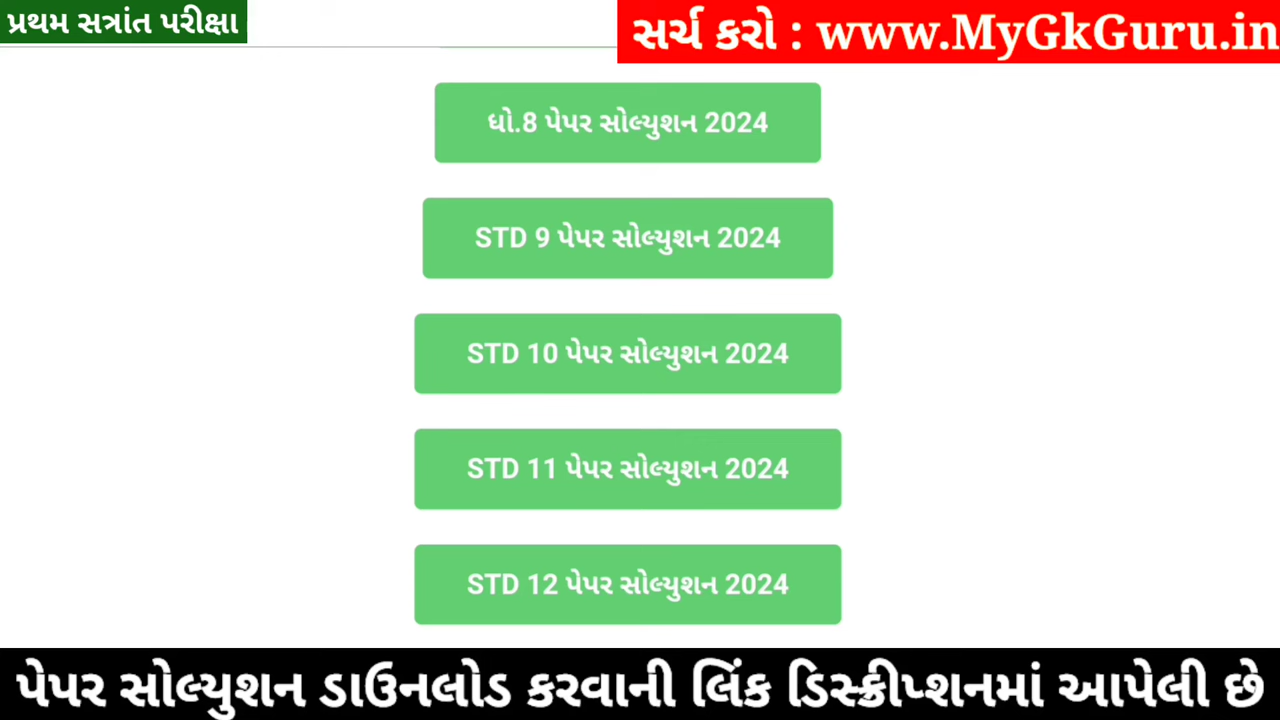 પ્રથમ સત્રાંત પરીક્ષા
સર્ચ કરો : www.MyGkGuru.in
ધો.8 પેપર સોલ્યુશન 2024
STD 9 પેપર સોલ્યુશન 2024
STD 10 પેપર સોલ્યુશન 2024
STD 11 પેપર સોલ્યુશન 2024
STD 12 પેપર સોલ્યુશન 2024
પેપર સોલ્યુશન ડાઉનલોડ કરવાની લિંક ડિસ્ક્રીપ્શનમાં આપેલી છે